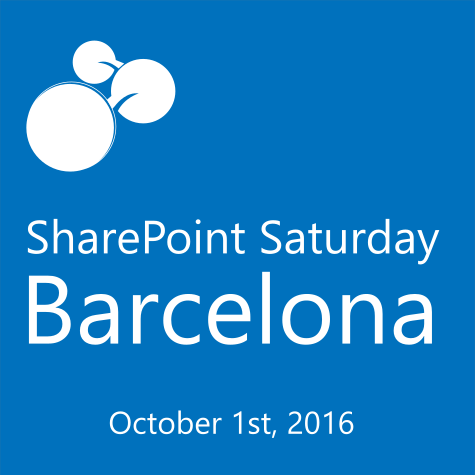 SharePoint Saturday
Barcelona
October 1st, 2016